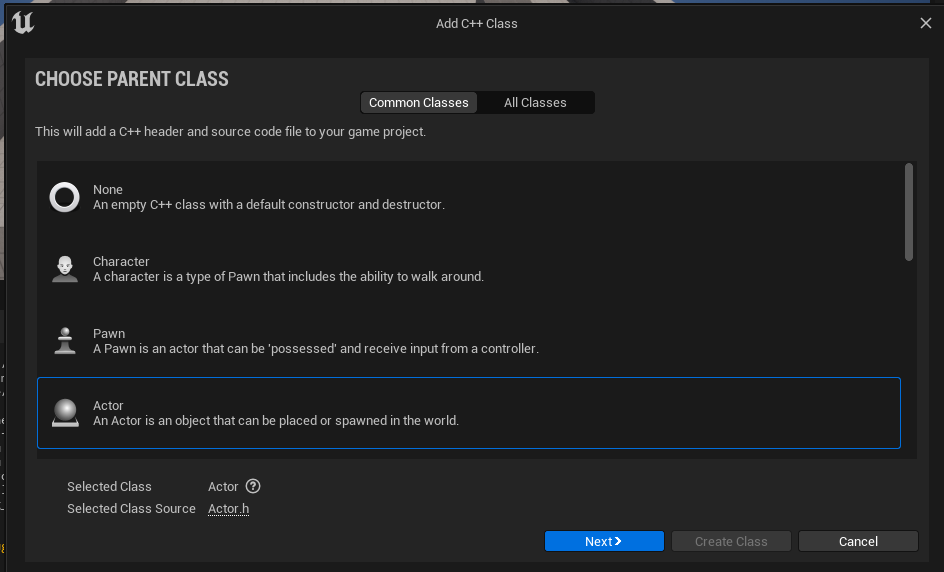 Add C++ Class
CHOOSE PARENT CLASS
Common Classes
All Classes
This will add a C++ header and source code file to your game project.
None
An empty C++ class with a default constructor and destructor.
Character
A character is a type of Pawn that includes the ability to walk around.
Pawn
A Pawn is an actor that can be 'possessed' and receive input from a controller.
Actor
An Actor is an object that can be placed or spawned in the world.
Selected Class Actor ?
Selected Class Source Actor.h
Next
Create Class
Cancel